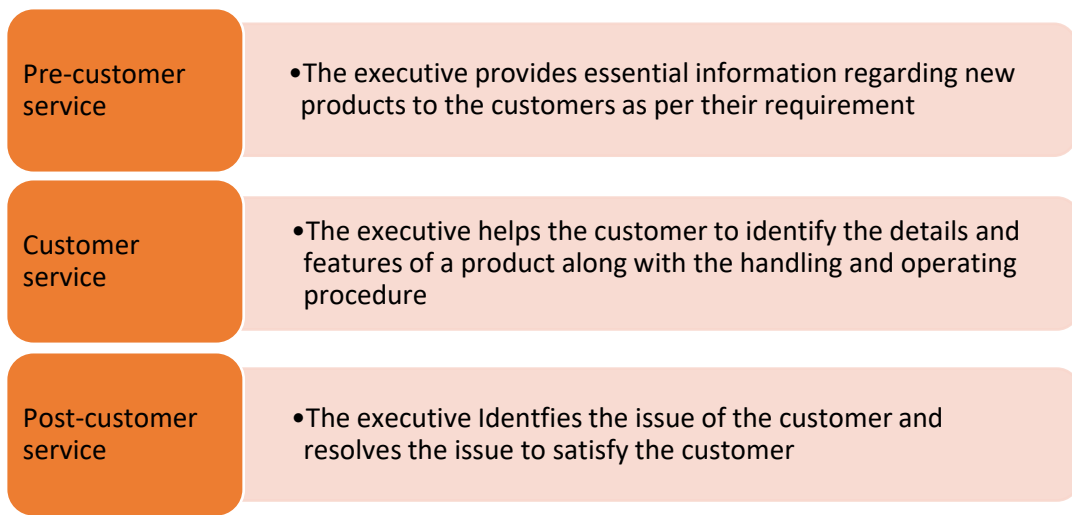 Pre-customer
service
•The executive provides essential information regarding new
products to the customers as per their requirement
Customer
service
•The executive helps the customer to identify the details and
features of a product along with the handling and operating
procedure
Post-customer
service
•The executive Identfies the issue of the customer and
resolves the issue to satisfy the customer